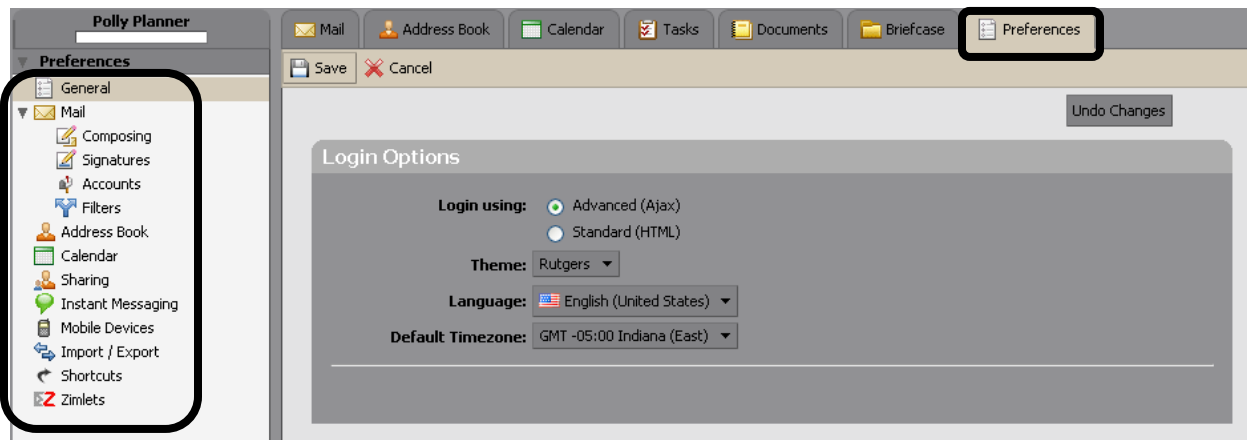 Polly Planner
Mail Address Book Calendar Tasks Documents Briefcase Preferences
Preferences
Save Cancel
General
Mail
Composing
Signatures
Accounts
Filters
Address Book
Calendar
Sharing
Instant Messaging
Mobile Devices
Import / Export
Shortcuts
Zimlets
Undo Changes
Login Options
Login using: Advanced (Ajax)
Standard (HTML)
Theme: Rutgers
Language: English (United States)
Default Timezone: GMT -05:00 Indiana (East)